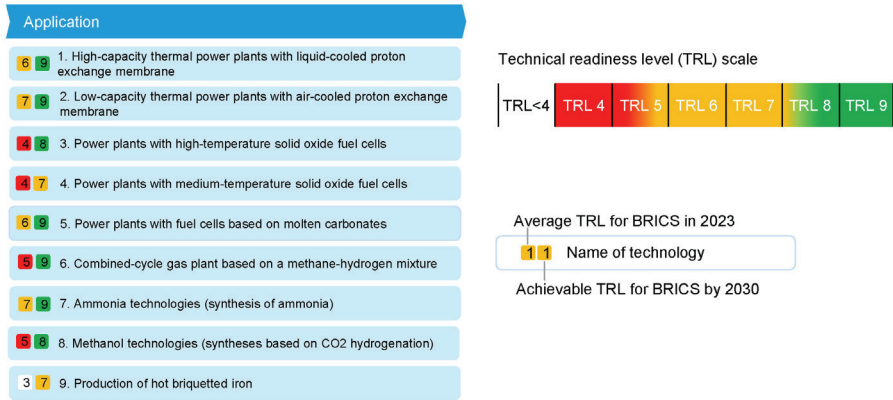 Application
6 9 1. High-capacity thermal power plants with liquid-cooled proton
exchange membrane
7 9 2. Low-capacity thermal power plants with air-cooled proton exchange
membrane
4 8 3. Power plants with high-temperature solid oxide fuel cells
4 7 4. Power plants with medium-temperature solid oxide fuel cells
6 9 5. Power plants with fuel cells based on molten carbonates
5 9 6. Combined-cycle gas plant based on a methane-hydrogen mixture
7 9 7. Ammonia technologies (synthesis of ammonia)
5 8 8. Methanol technologies (syntheses based on CO2 hydrogenation)
3 7 9. Production of hot briquetted iron
Technical readiness level (TRL) scale
TRL<4 TRL 4 TRL 5 TRL 6 TRL 7 TRL 8 TRL 9
Average TRL for BRICS in 2023
1 1 Name of technology
Achievable TRL for BRICS by 2030